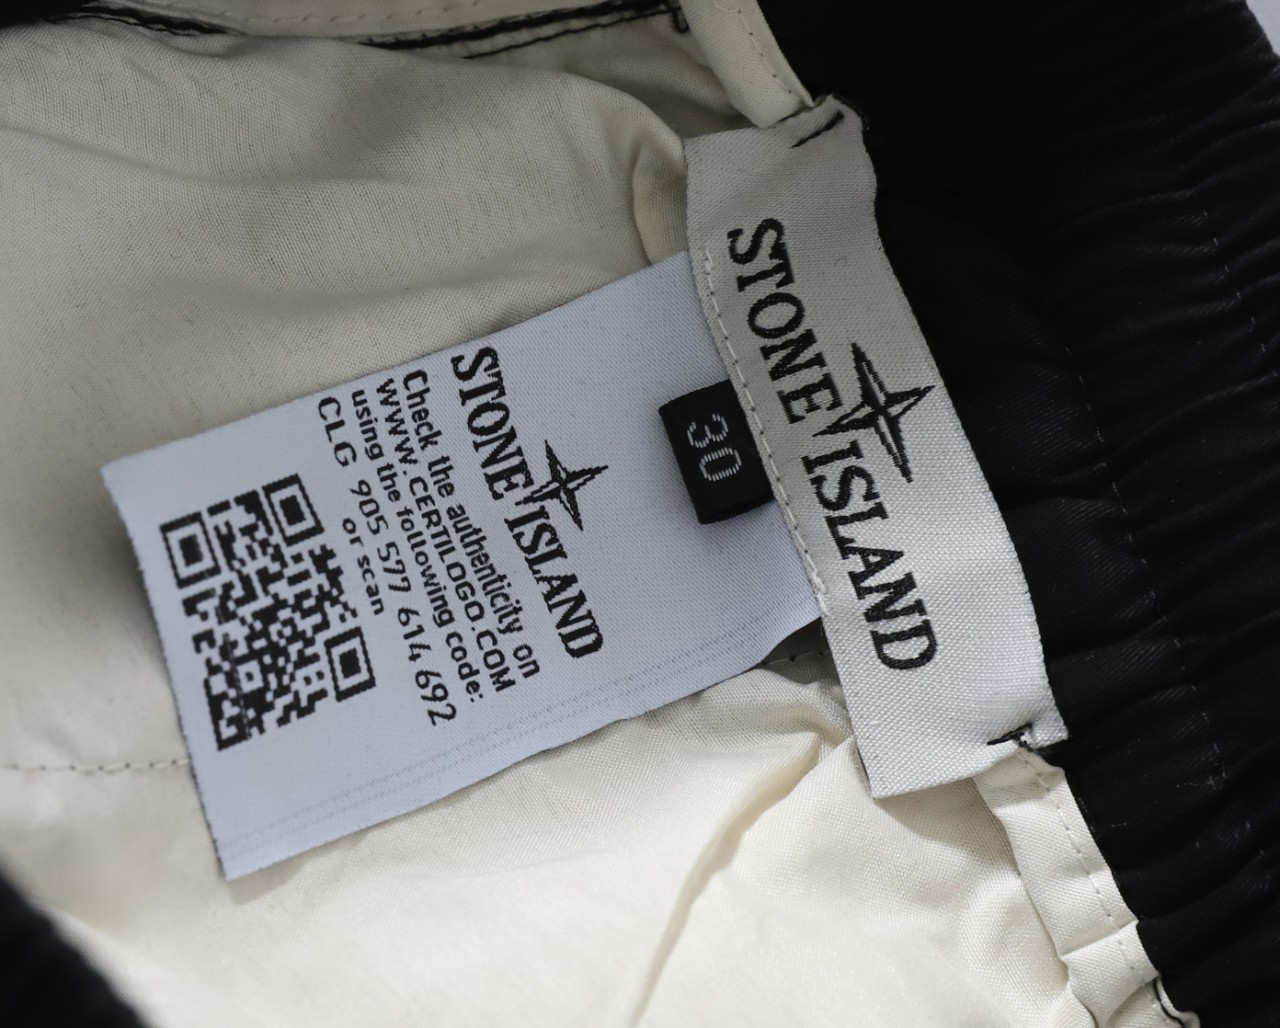 STONE ISLAND
30
STONE ISLAND
Check the authenticity on
WWW.CERTILOGO.COM
using the following code:
CLG 905 577 614 692
or scan